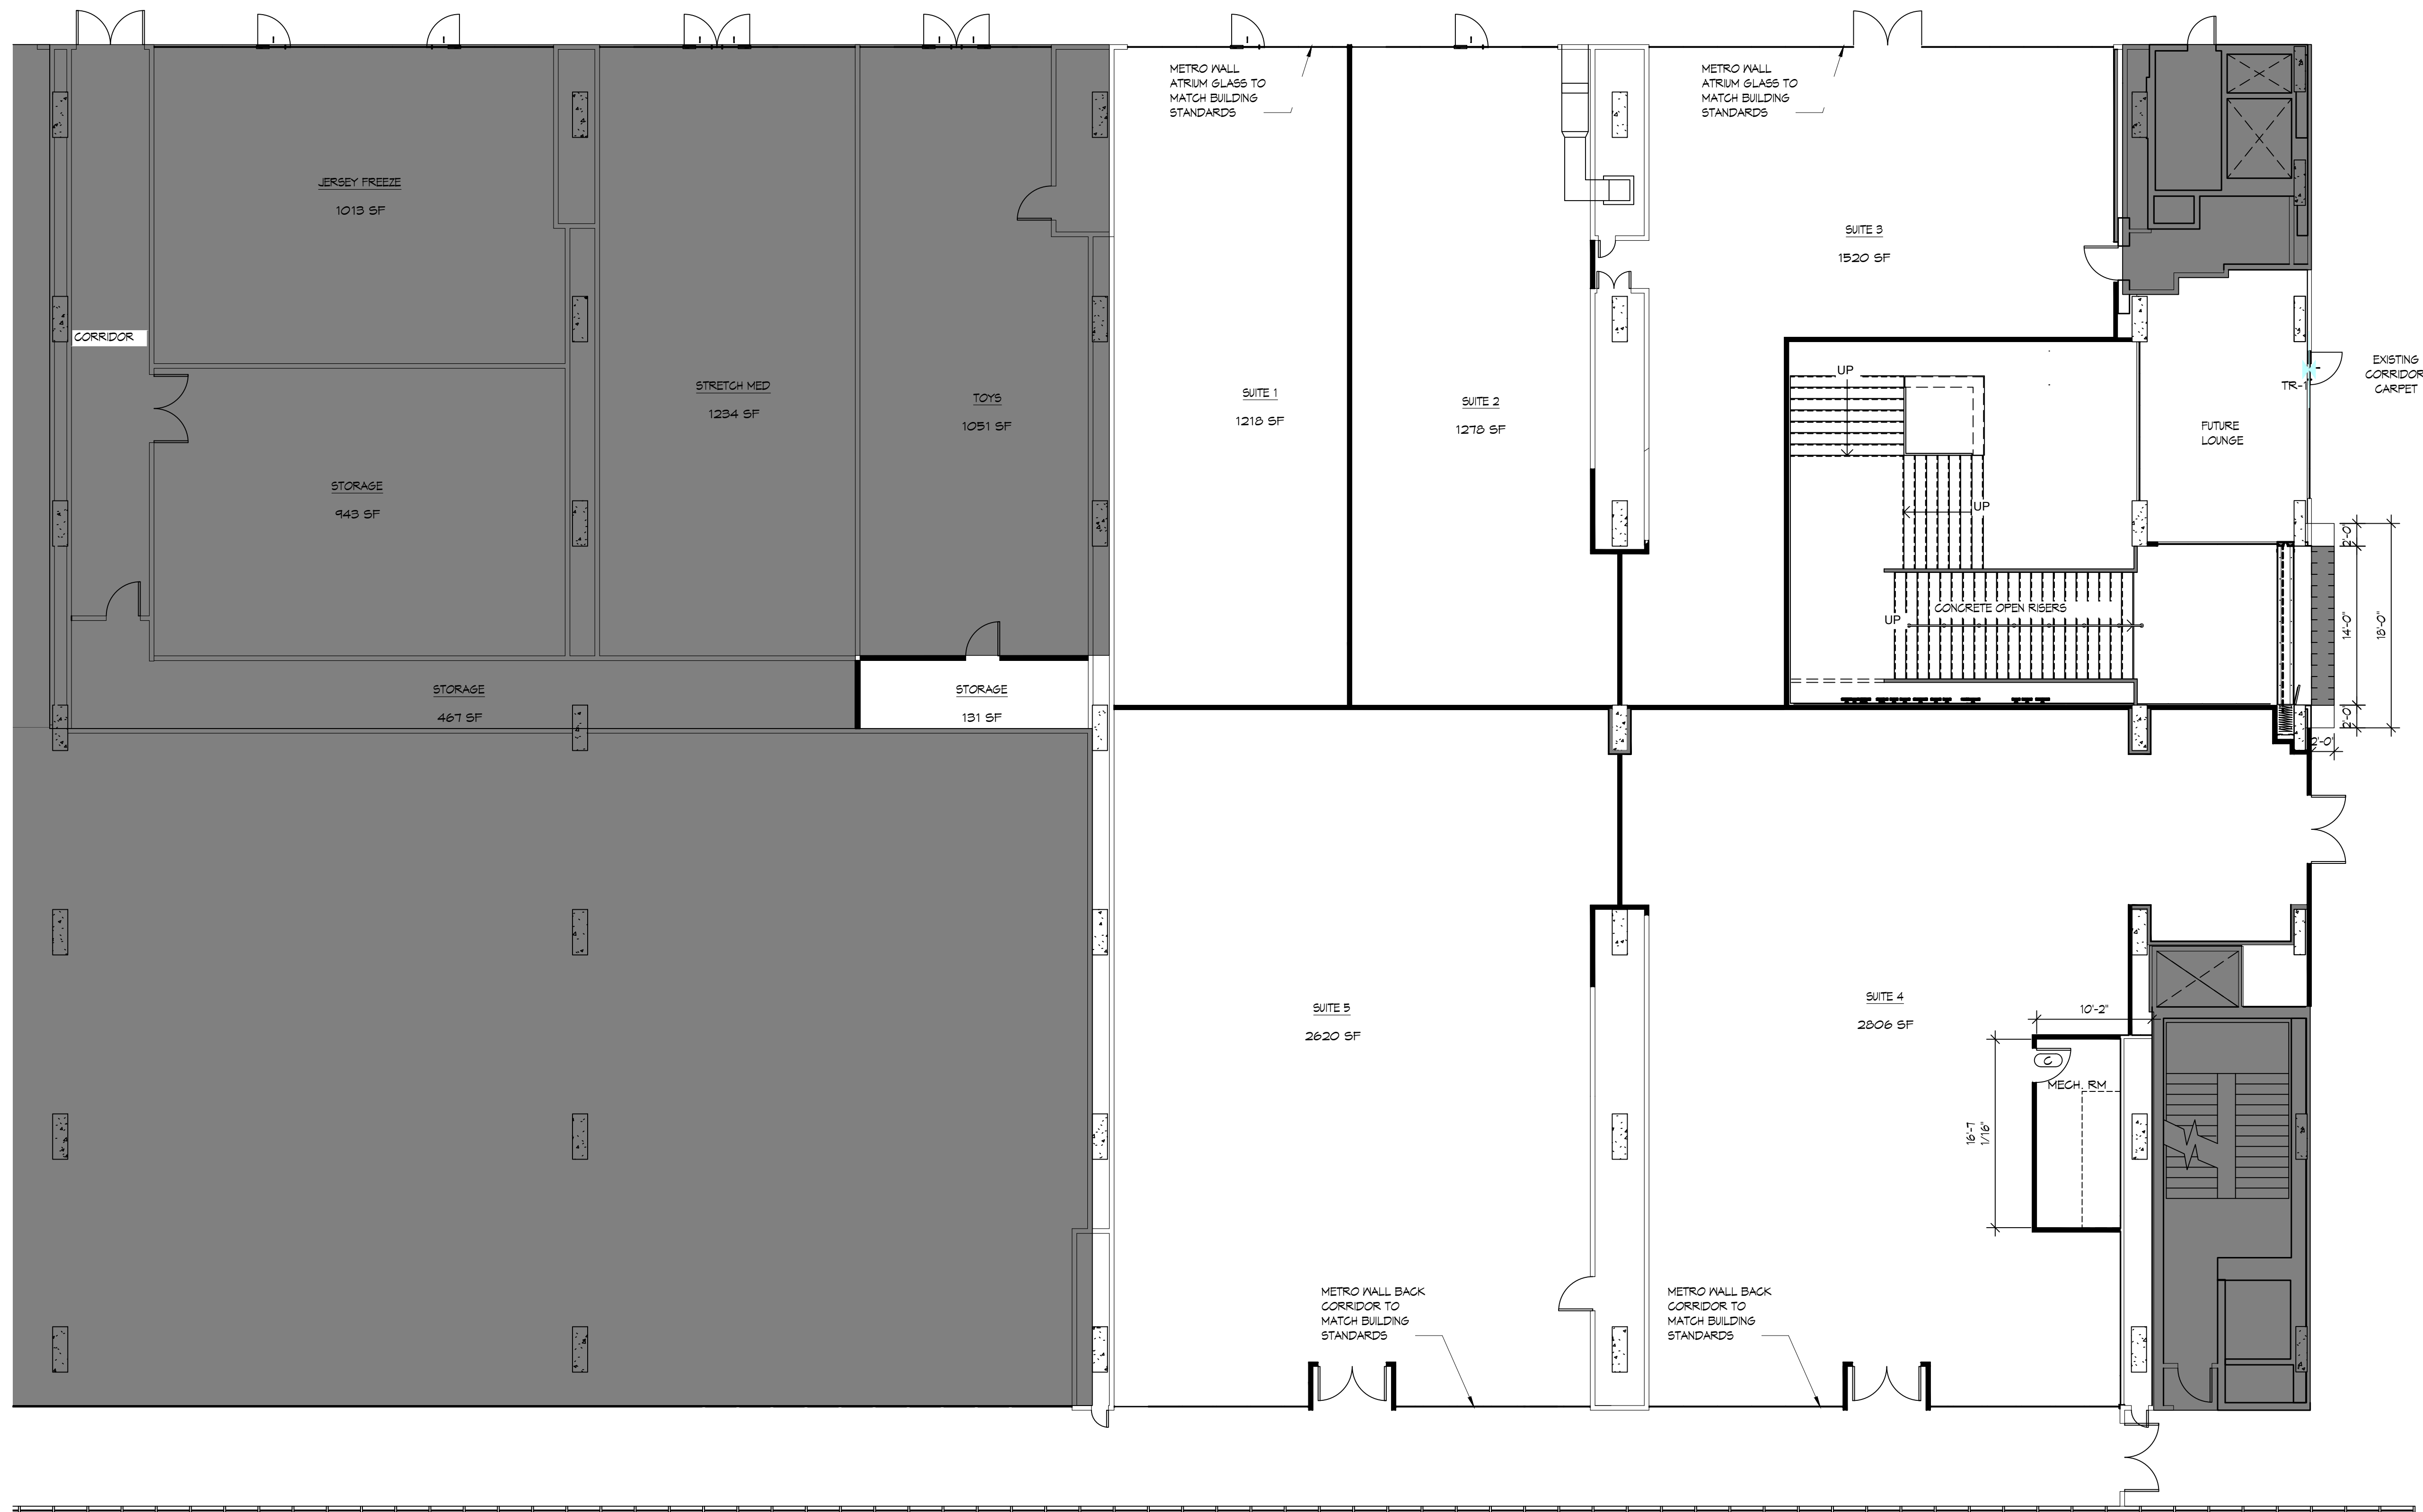 METRO WALL
ATRIUM GLASS TO
MATCH BUILDING
STANDARDS
METRO WALL
ATRIUM GLASS TO
MATCH BUILDING
STANDARDS
JERSEY FREEZE
1013 SF
SUITE 3
1520 SF
CORRIDOR
STRETCH MED
1234 SF
TOYS
1051 SF
SUITE 1
1218 SF
SUITE 2
1278 SF
UP
TR-1
EXISTING
CORRIDOR
CARPET
FUTURE
LOUNGE
STORAGE
943 SF
UP
2'-0"
14'-0"
18'-0"
CONCRETE OPEN RISERS
UP
STORAGE
467 SF
STORAGE
131 SF
2'-0"
2'-0"
SUITE 5
2620 SF
SUITE 4
2806 SF
10'-2"
C
MECH. RM
16'-7
1/16"
METRO WALL BACK
CORRIDOR TO
MATCH BUILDING
STANDARDS
METRO WALL BACK
CORRIDOR TO
MATCH BUILDING
STANDARDS